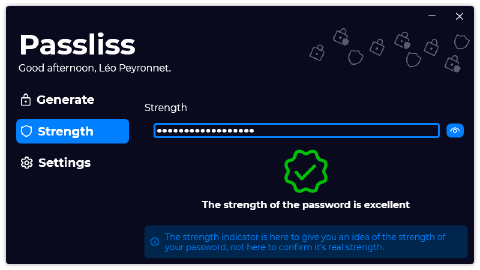 Passliss
Good afternoon, Léo Peyronnet.
Generate
Strength
Settings
Strength
The strength of the password is excellent
The strength indicator is here to give you an idea of the strength of
your password, not here to confirm it's real strength.